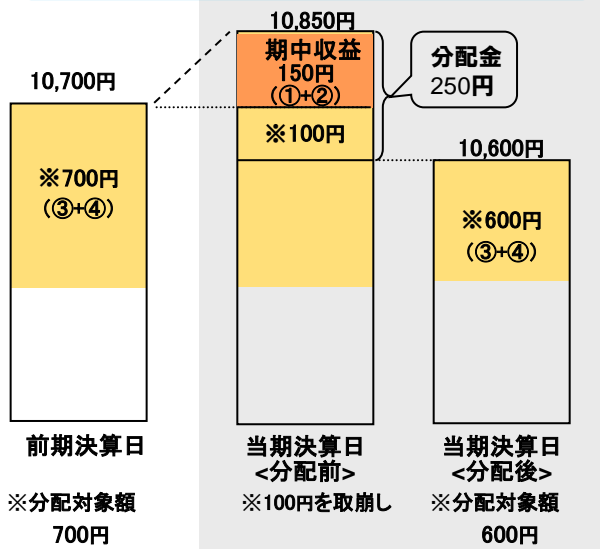 10,700円
※700円
(③+④)
前期決算日
※分配対象額
700円
10,850円
期中収益
150円
(①+②)
※100円
分配金
250円
当期決算日
<分配前>
※100円を取崩し
10,600円
※600円
(③+④)
当期決算日
<分配後>
※分配対象額
600円